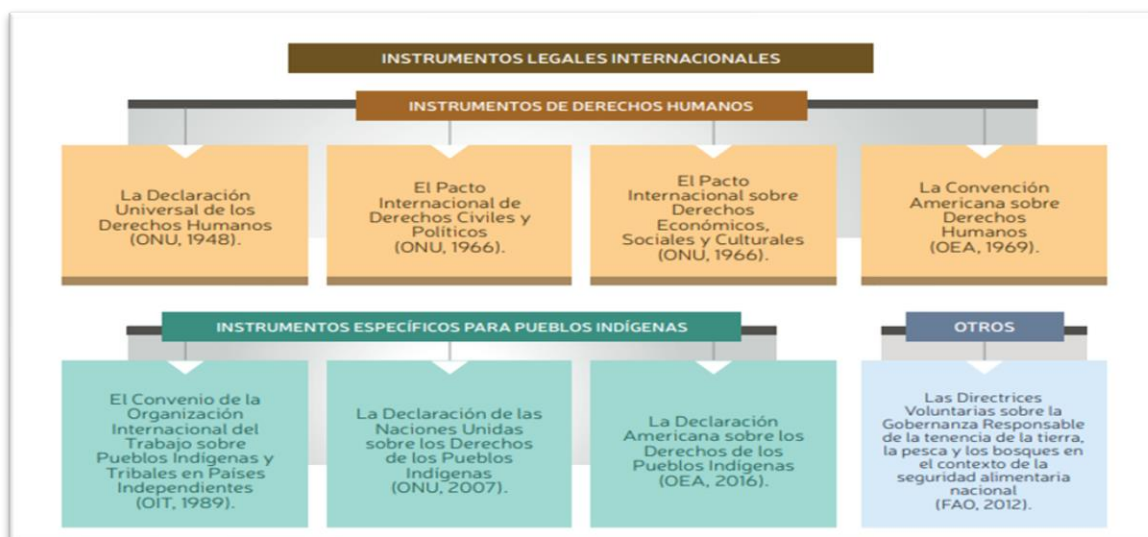 INSTRUMENTOS LEGALES INTERNACIONALES
INSTRUMENTOS DE DERECHOS HUMANOS
La Declaración
Universal de los
Derechos Humanos
(ONU, 1948).
El Pacto
Internacional de
Derechos Civiles y
Políticos
(ONU, 1966).
El Pacto
Internacional sobre
Derechos
Económicos,
Sociales y Culturales
(ONU, 1966).
La Convención
Americana sobre
Derechos
Humanos
(OEA, 1969).
INSTRUMENTOS ESPECÍFICOS PARA PUEBLOS INDÍGENAS
El Convenio de la
Organización
Internacional del
Trabajo sobre
Pueblos Indígenas y
Tribales en Países
Independientes
(OIT, 1989).
La Declaración de las
Naciones Unidas
sobre los Derechos
de los Pueblos
Indígenas
(ONU, 2007).
La Declaración
Americana sobre los
Derechos de los
Pueblos Indígenas
(OEA, 2016).
OTROS
Las Directrices
Voluntarias sobre la
Gobernanza Responsable
de la tenencia de la tierra,
la pesca y los bosques en
el contexto de la
seguridad alimentaria
nacional
(FAO, 2012).